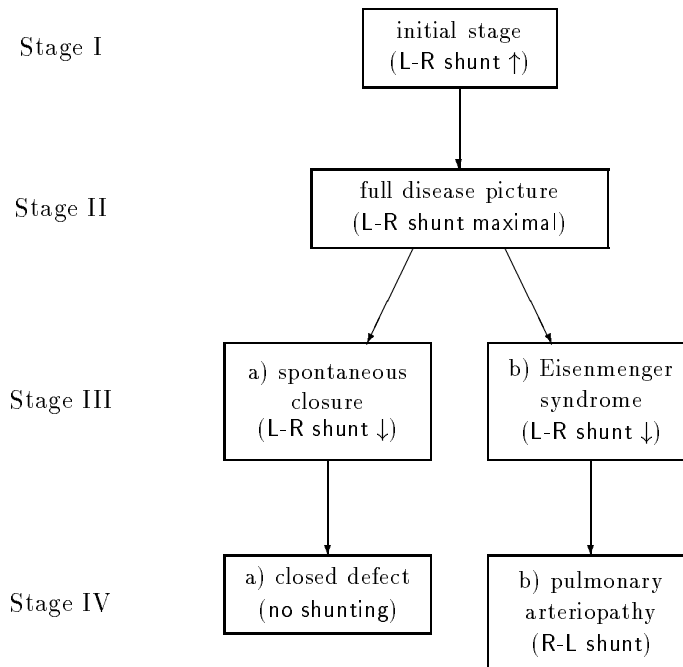 Stage I
initial stage
(L-R shunt ↑)
Stage II
full disease picture
(L-R shunt maximal)
Stage III
a) spontaneous
closure
(L-R shunt ↓)
b) Eisenmenger
syndrome
(L-R shunt ↓)
Stage IV
a) closed defect
(no shunting)
b) pulmonary
arteriopathy
(R-L shunt)